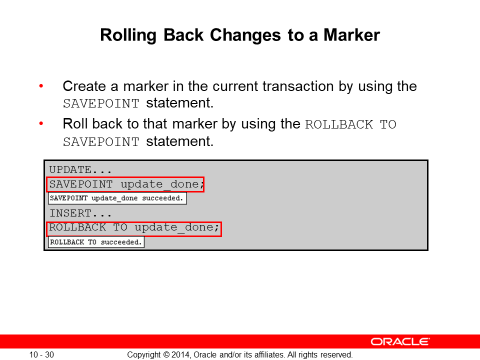 Rolling Back Changes to a Marker
• Create a marker in the current transaction by using the
SAVEPOINT statement.
• Roll back to that marker by using the ROLLBACK TO
SAVEPOINT statement.
UPDATE...
SAVEPOINT update_done;
SAVEPOINT update_done succeeded.
INSERT...
ROLLBACK TO update_done;
ROLLBACK TO succeeded.
ORACLE
10 - 30 Copyright © 2014, Oracle and/or its affiliates. All rights reserved.